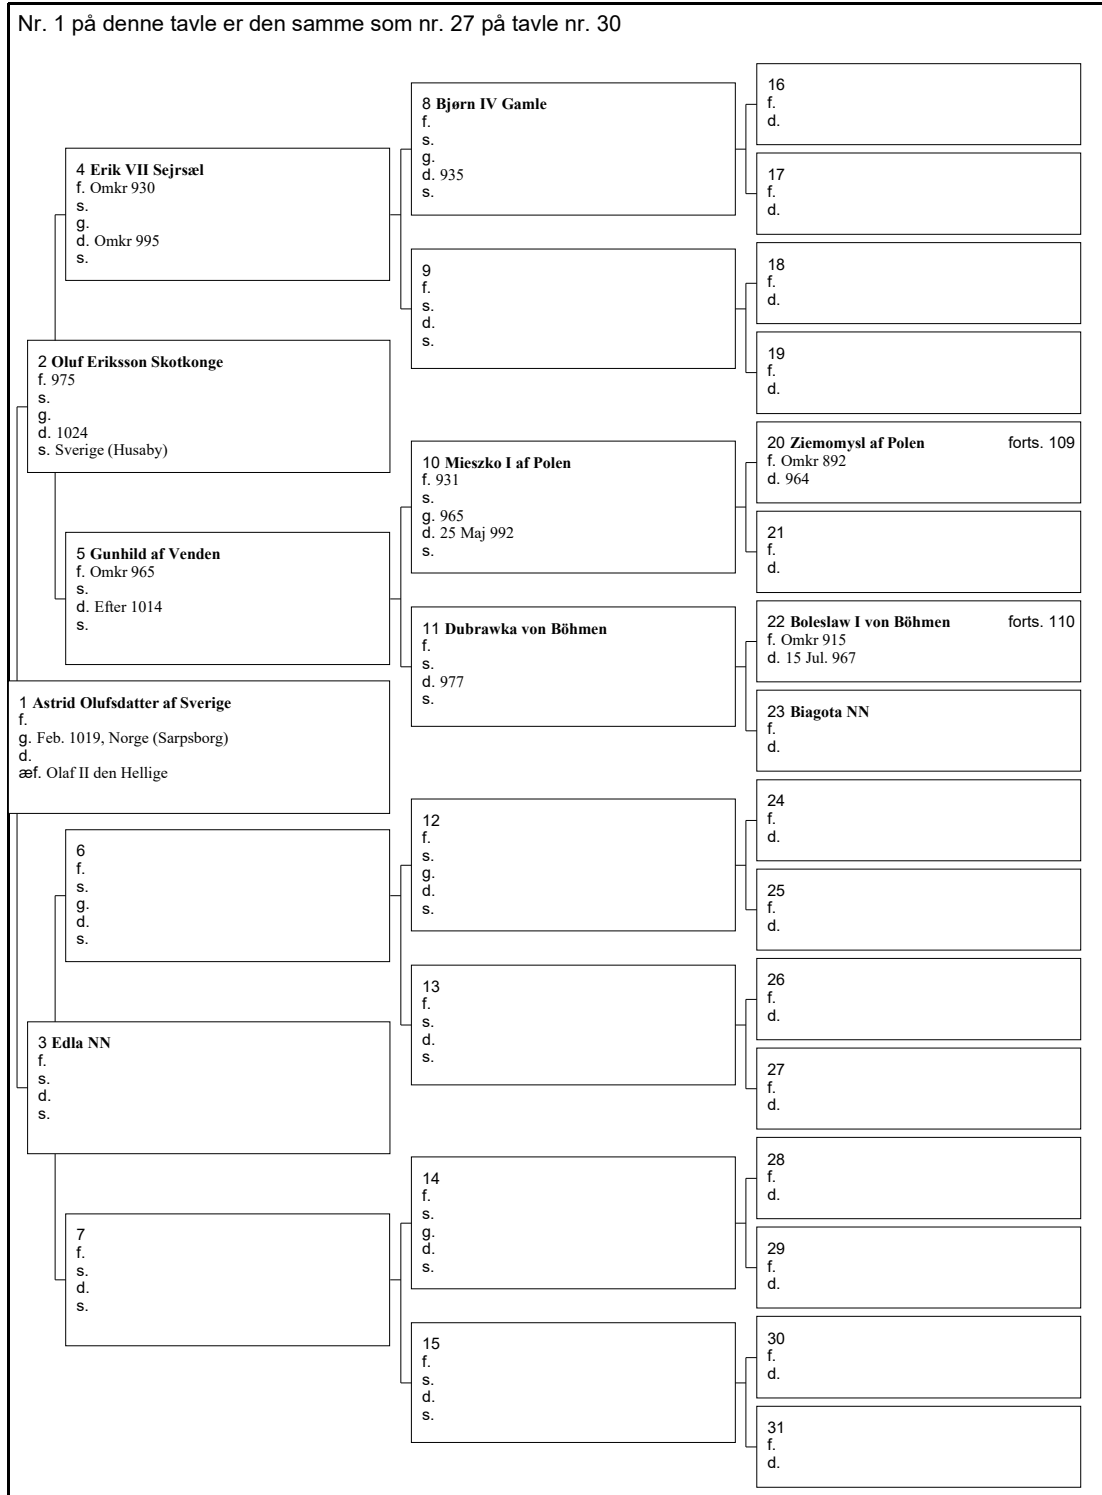 Nr. 1 på denne tavle er den samme som nr. 27 på tavle nr. 30
1 Astrid Olufsdatter af Sverige
f.
g. Feb. 1019, Norge (Sarpsborg)
d.
æf. Olaf II den Hellige
2 Oluf Eriksson Skotkonge
f. 975
s.
g.
d. 1024
s. Sverige (Husaby)
3 Edla NN
f.
s.
d.
s.
4 Erik VII Sejrsæl
f. Omkr 930
s.
g.
d. Omkr 995
s.
5 Gunhild af Venden
f. Omkr 965
s.
d. Efter 1014
s.
6
f.
s.
g.
d.
s.
7
f.
s.
d.
s.
8 Bjørn IV Gamle
f.
s.
g.
d. 935
s.
9
f.
s.
d.
s.
10 Mieszko I af Polen
f. 931
s.
g. 965
d. 25 Maj 992
s.
11 Dubrawka von Böhmen
f.
s.
d. 977
s.
12
f.
s.
g.
d.
s.
13
f.
s.
d.
s.
14
f.
s.
g.
d.
s.
15
f.
s.
d.
s.
16
f.
d.
17
f.
d.
18
f.
d.
19
f.
d.
20 Ziemomysl af Polen forts. 109
f. Omkr 892
d. 964
21
f.
d.
22 Boleslaw I von Böhmen forts. 110
f. Omkr 915
d. 15 Jul. 967
23 Biagota NN
f.
d.
24
f.
d.
25
f.
d.
26
f.
d.
27
f.
d.
28
f.
d.
29
f.
d.
30
f.
d.
31
f.
d.